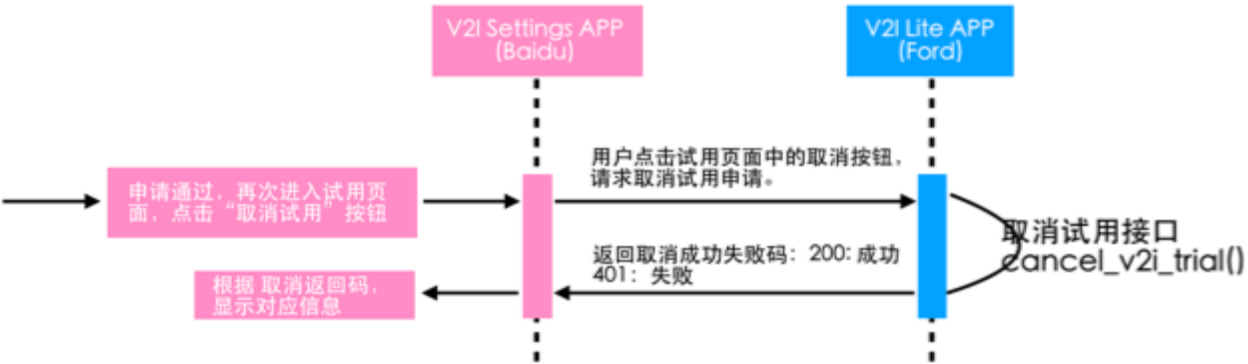 V2I Settings APP
(Baidu)
V2I Lite APP
(Ford)
用户点击试用页面中的取消按钮，
请求取消试用申请。
申请通过，再次进入试用页
面，点击“取消试用”按钮
取消试用接口
cancel_v2i_trial()
返回取消成功失败码：200: 成功
401：失败
根据 取消返回码，
显示对应信息